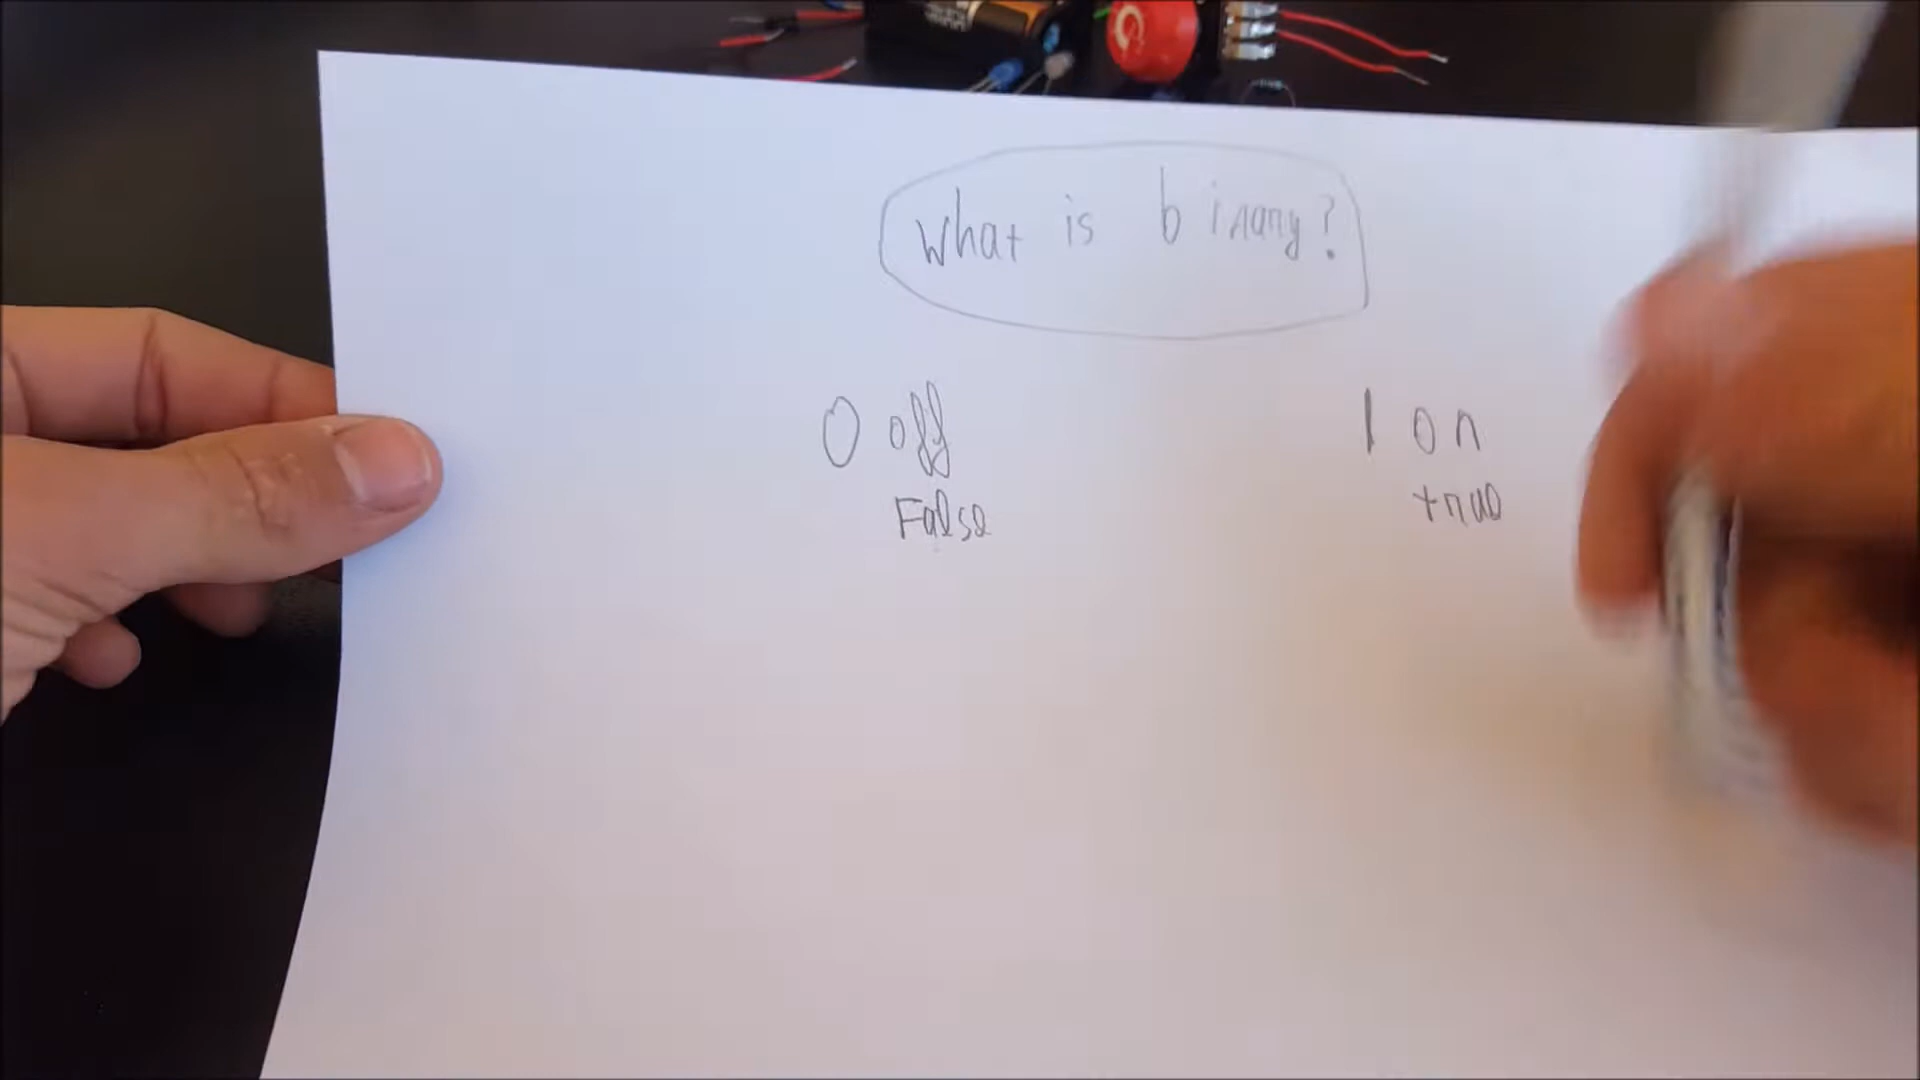 What is binary?
0 off 1 on
False true